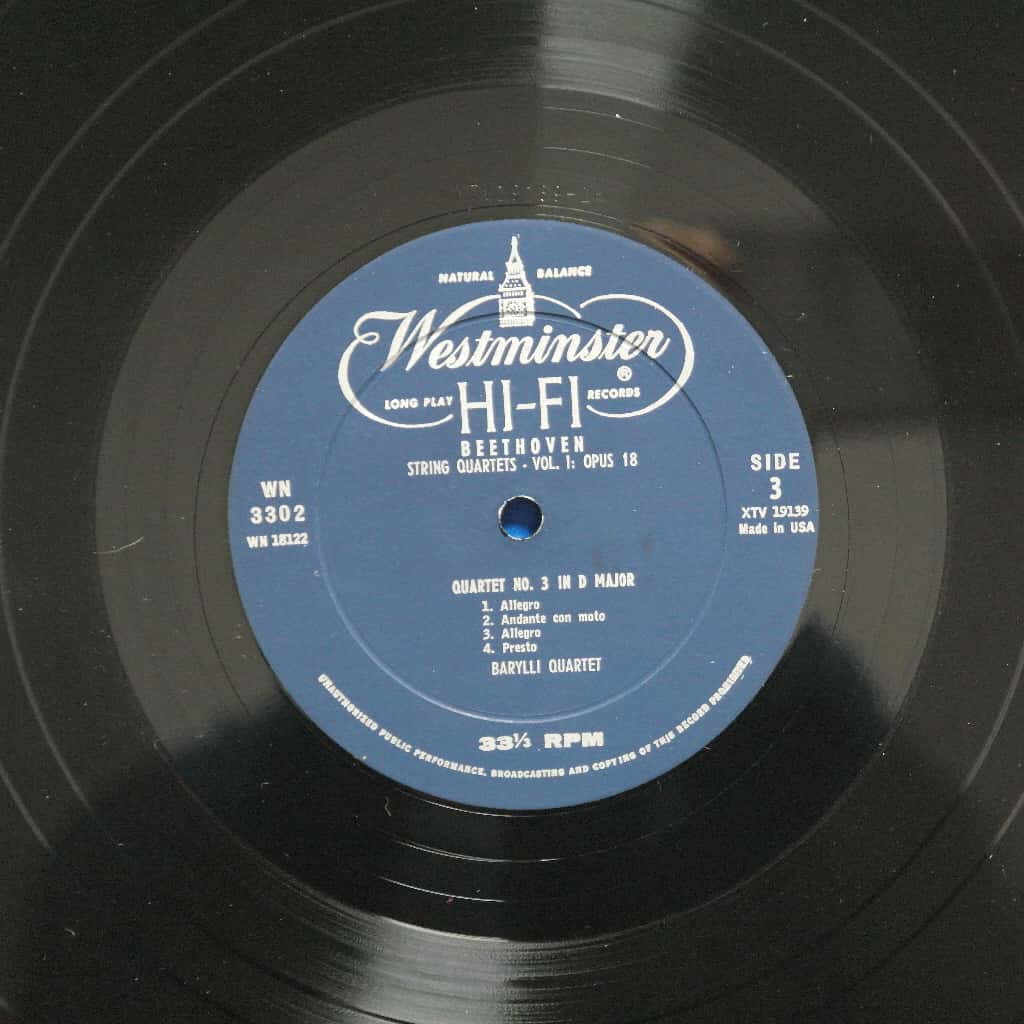 NATURAL BALANCE
Westminster ®
LONG PLAY HI-FI RECORDS
BEETHOVEN
STRING QUARTETS - VOL. I: OPUS 18
WN
3302
WN 18122
SIDE
3
XTV 19139
Made in USA
QUARTET NO. 3 IN D MAJOR
1. Allegro
2. Andante con moto
3. Allegro
4. Presto
BARYLLI QUARTET
33⅓ RPM
UNAUTHORISED PUBLIC PERFORMANCE, BROADCASTING AND COPYING OF THIS RECORD PROHIBITED